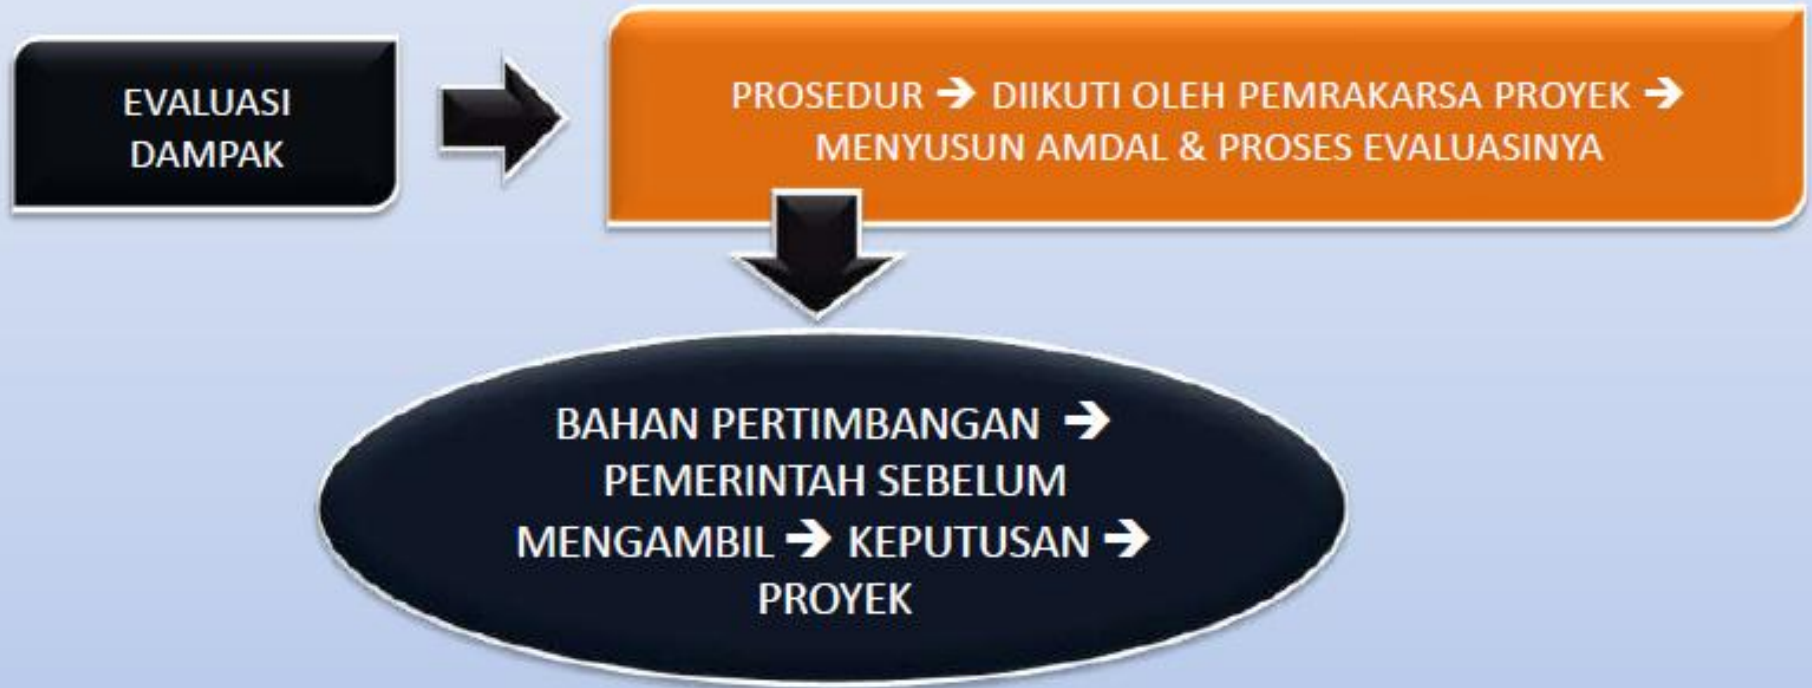 EVALUASI
DAMPAK
PROSEDUR → DIIKUTI OLEH PEMRAKARSA PROYEK →
MENYUSUN AMDAL & PROSES EVALUASINYA
BAHAN PERTIMBANGAN →
PEMERINTAH SEBELUM
MENGAMBIL → KEPUTUSAN →
PROYEK